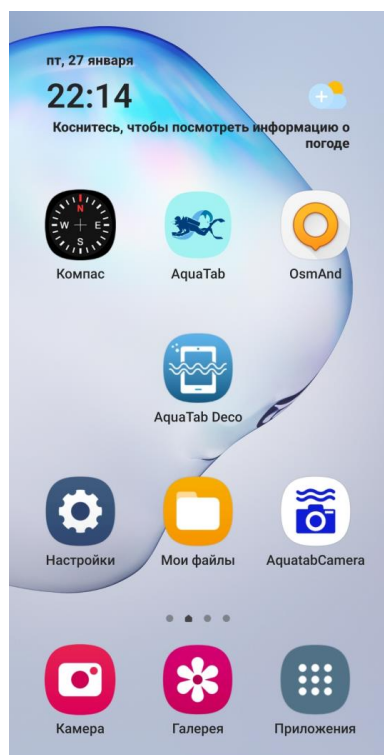 пт, 27 января
22:14
Коснитесь, чтобы посмотреть информацию о
погоде
N
W
E
S
Компас
AquaTab
OsmAnd
AquaTab Deco
Настройки
Мои файлы
AquatabCamera
Камера
Галерея
Приложения